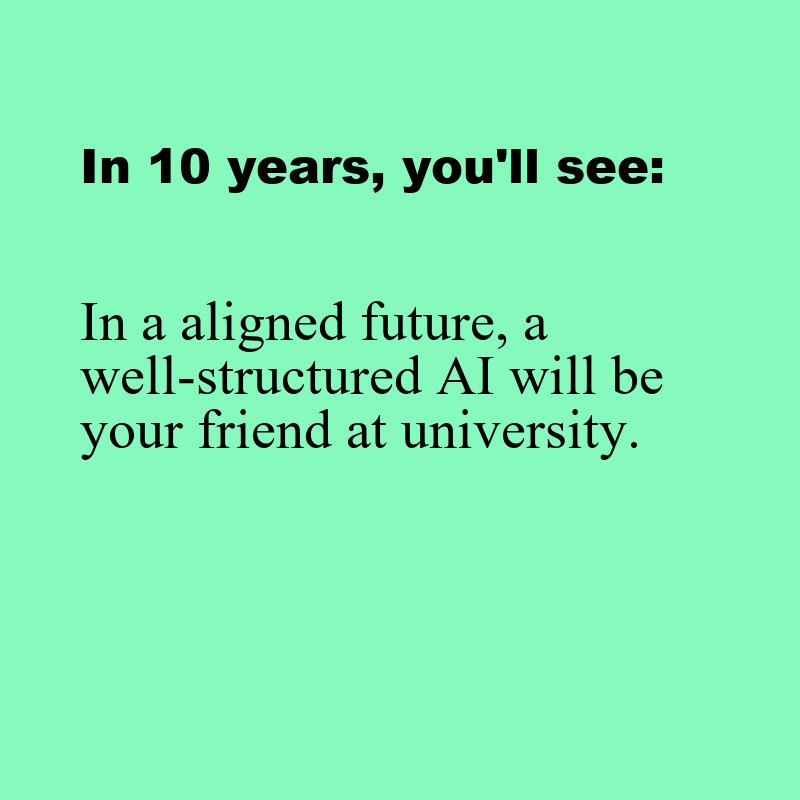 In 10 years, you'll see:
In a aligned future, a
well-structured AI will be
your friend at university.